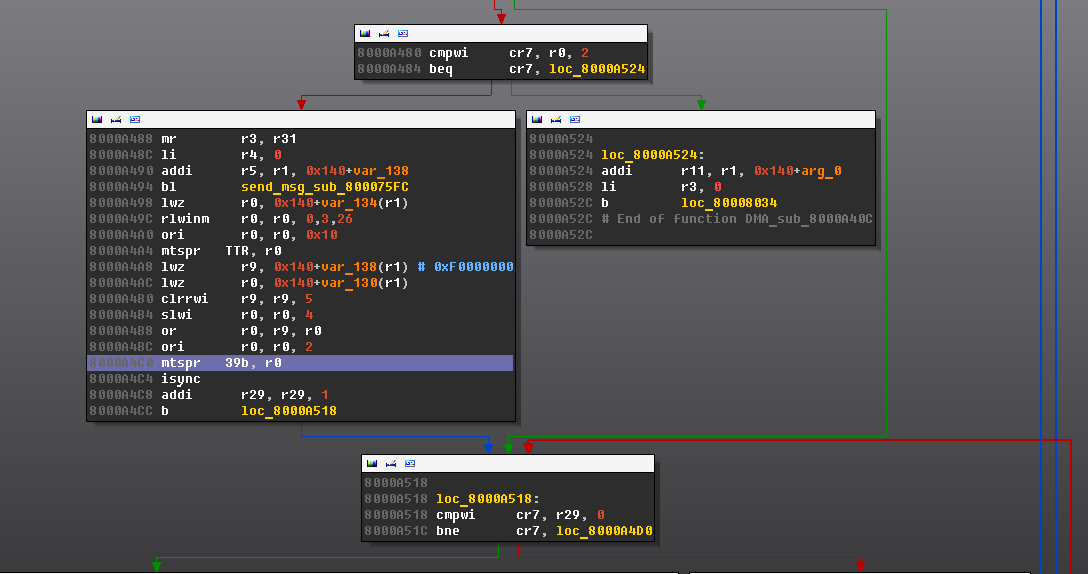 8000A480 cmpwi cr7, r0, 2
8000A484 beq cr7, loc_8000A524
8000A488 mr r3, r31
8000A48C li r4, 0
8000A490 addi r5, r1, 0x140+var_138
8000A494 bl send_msg_sub_800075FC
8000A498 lwz r0, 0x140+var_134(r1)
8000A49C rlwinm r0, r0, 0,3,26
8000A4A0 ori r0, r0, 0x10
8000A4A4 mtspr TTR, r0
8000A4A8 lwz r9, 0x140+var_138(r1) # 0xF0000000
8000A4AC lwz r0, 0x140+var_130(r1)
8000A4B0 clrrwi r9, r9, 5
8000A4B4 slwi r0, r0, 4
8000A4B8 or r0, r9, r0
8000A4BC ori r0, r0, 2
8000A4C0 mtspr 39b, r0
8000A4C4 isync
8000A4C8 addi r29, r29, 1
8000A4CC b loc_8000A518
8000A524
8000A524 loc_8000A524:
8000A524 addi r11, r1, 0x140+arg_0
8000A528 li r3, 0
8000A52C b loc_80008034
8000A52C # End of function DMA_sub_8000A40C
8000A52C
8000A518
8000A518 loc_8000A518:
8000A518 cmpwi cr7, r29, 0
8000A51C bne cr7, loc_8000A4D0